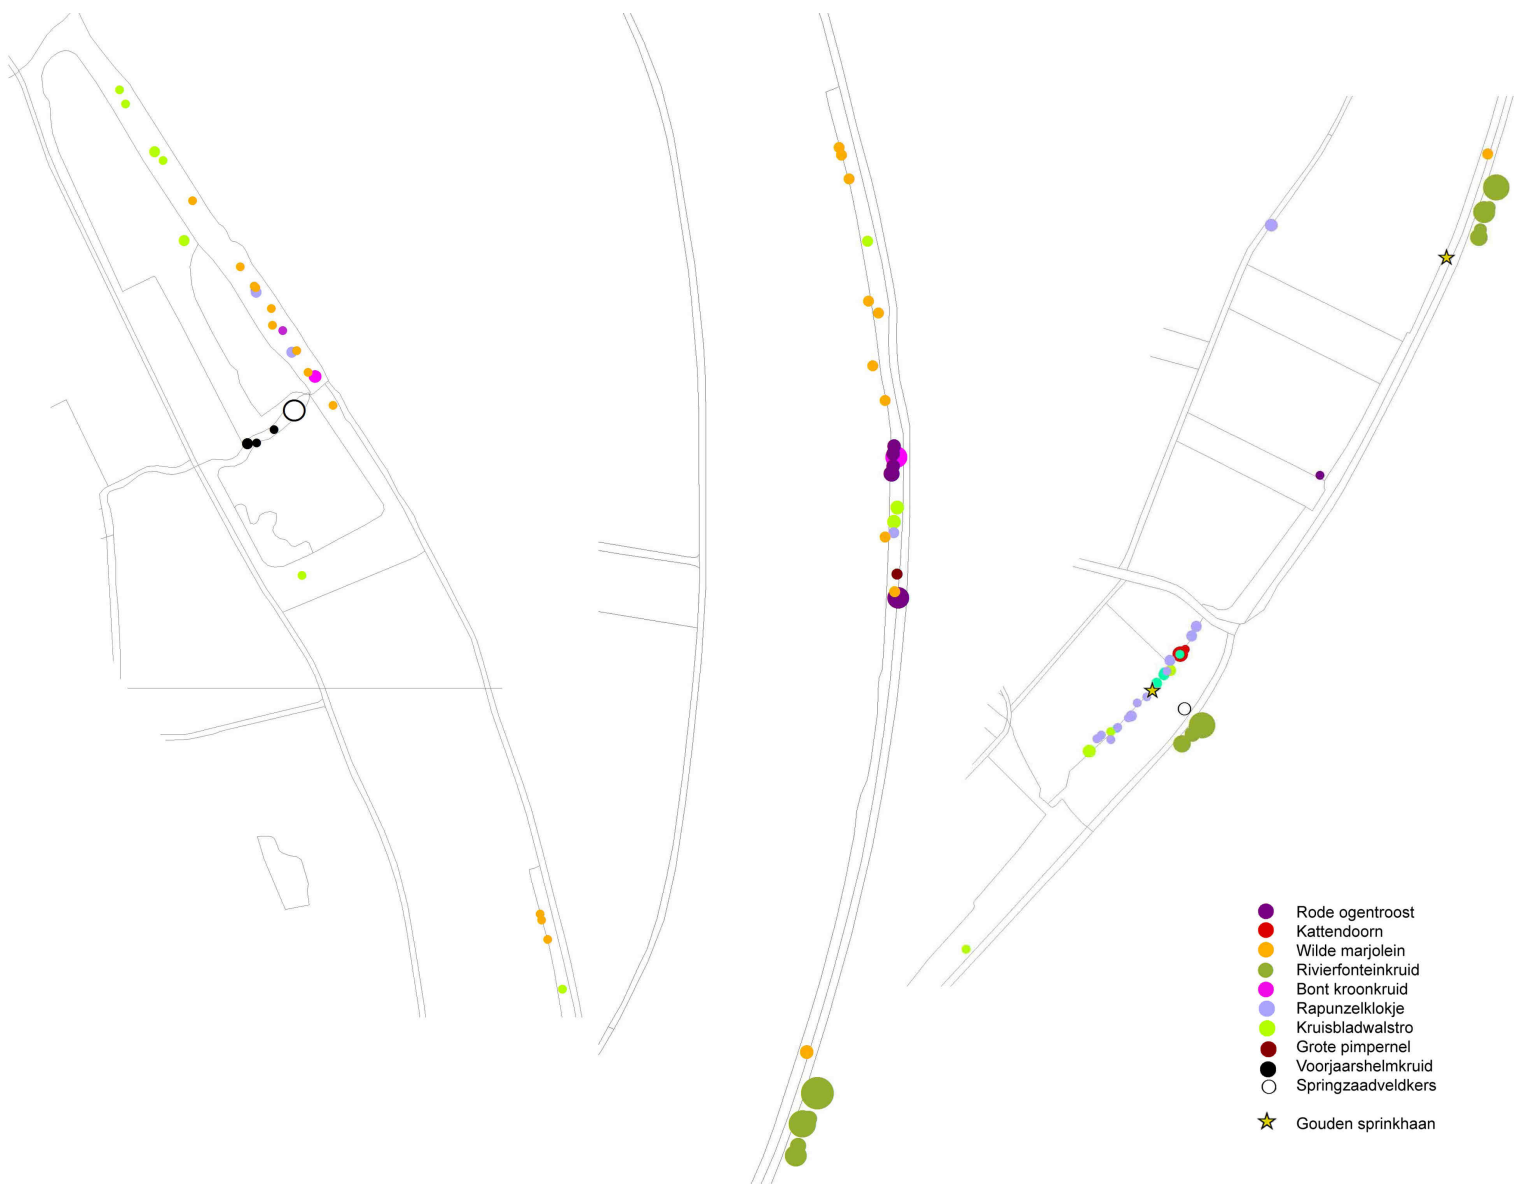 Rode ogentroost
Kattendoorn
Wilde marjolein
Rivierfonteinkruid
Bont kroonkruid
Rapunzelklokje
Kruisbladwalstro
Grote pimpernel
Voorjaarshelmkruid
Springzaadveldkers
Gouden sprinkhaan